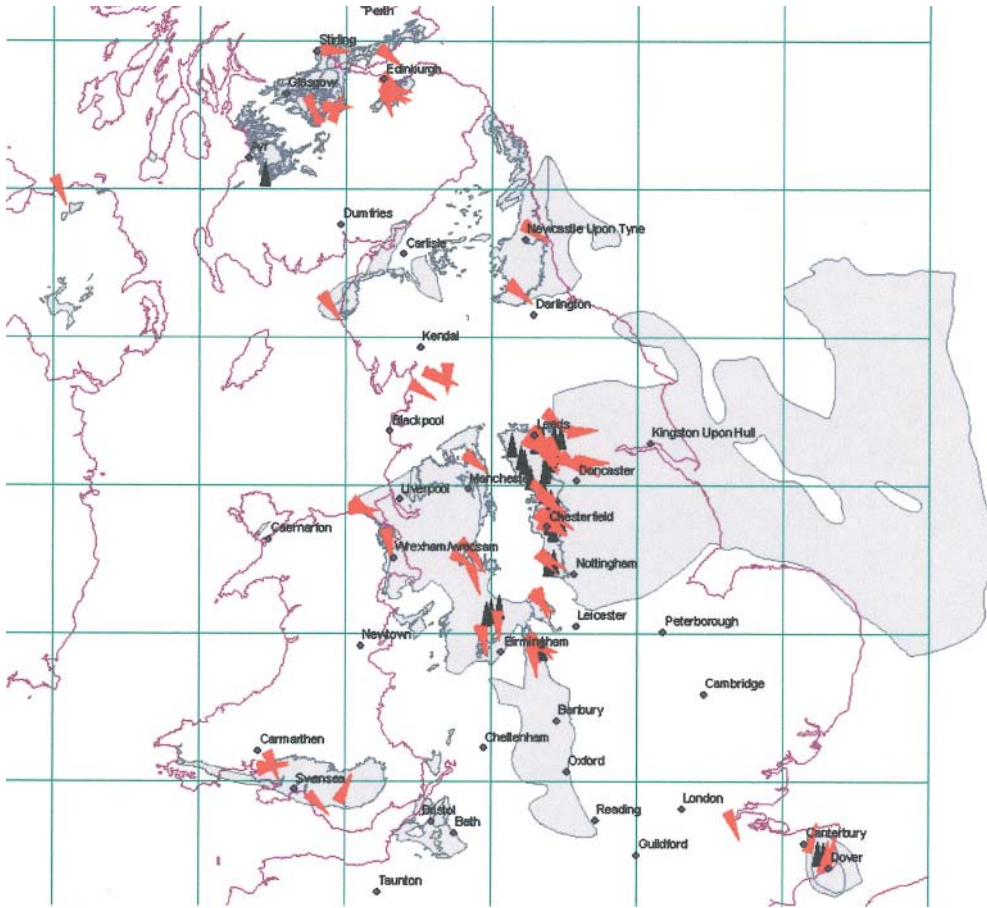 Perth
Stirling
Edinburgh
Glasgow
Ayr
Dumfries
Newcastle Upon Tyne
Carlisle
Darlington
Kendal
Blackpool
Leeds
Kingston Upon Hull
Doncaster
Manchester
Liverpool
Chesterfield
Caernarfon
Wrexham/wrecsam
Nottingham
Leicester
Peterborough
Newtown
Birmingham
Cambridge
Banbury
Carmarthen
Cheltenham
Oxford
Swansea
London
Bristol
Reading
Bath
Canterbury
Guildford
Dover
Taunton